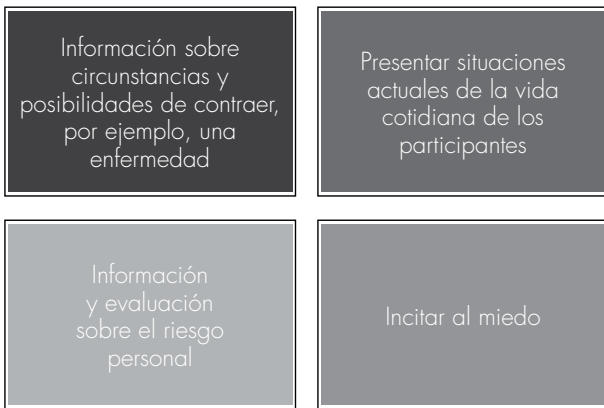 Información sobre
circunstancias y
posibilidades de contraer,
por ejemplo, una
enfermedad
Presentar situaciones
actuales de la vida
cotidiana de los
participantes
Información
y evaluación
sobre el riesgo
personal
Incitar al miedo